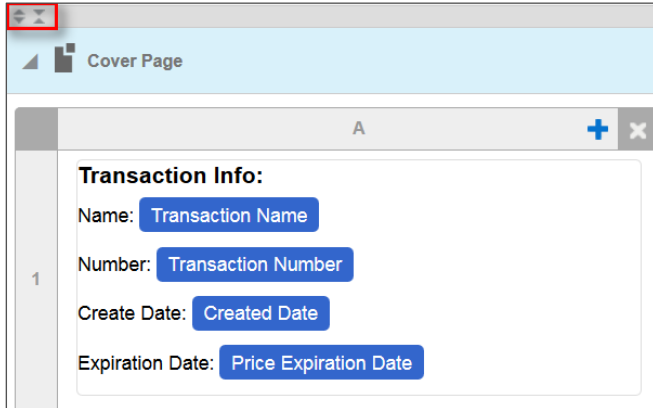 Cover Page
A
Transaction Info:
Name: Transaction Name
Number: Transaction Number
1
Create Date: Created Date
Expiration Date: Price Expiration Date